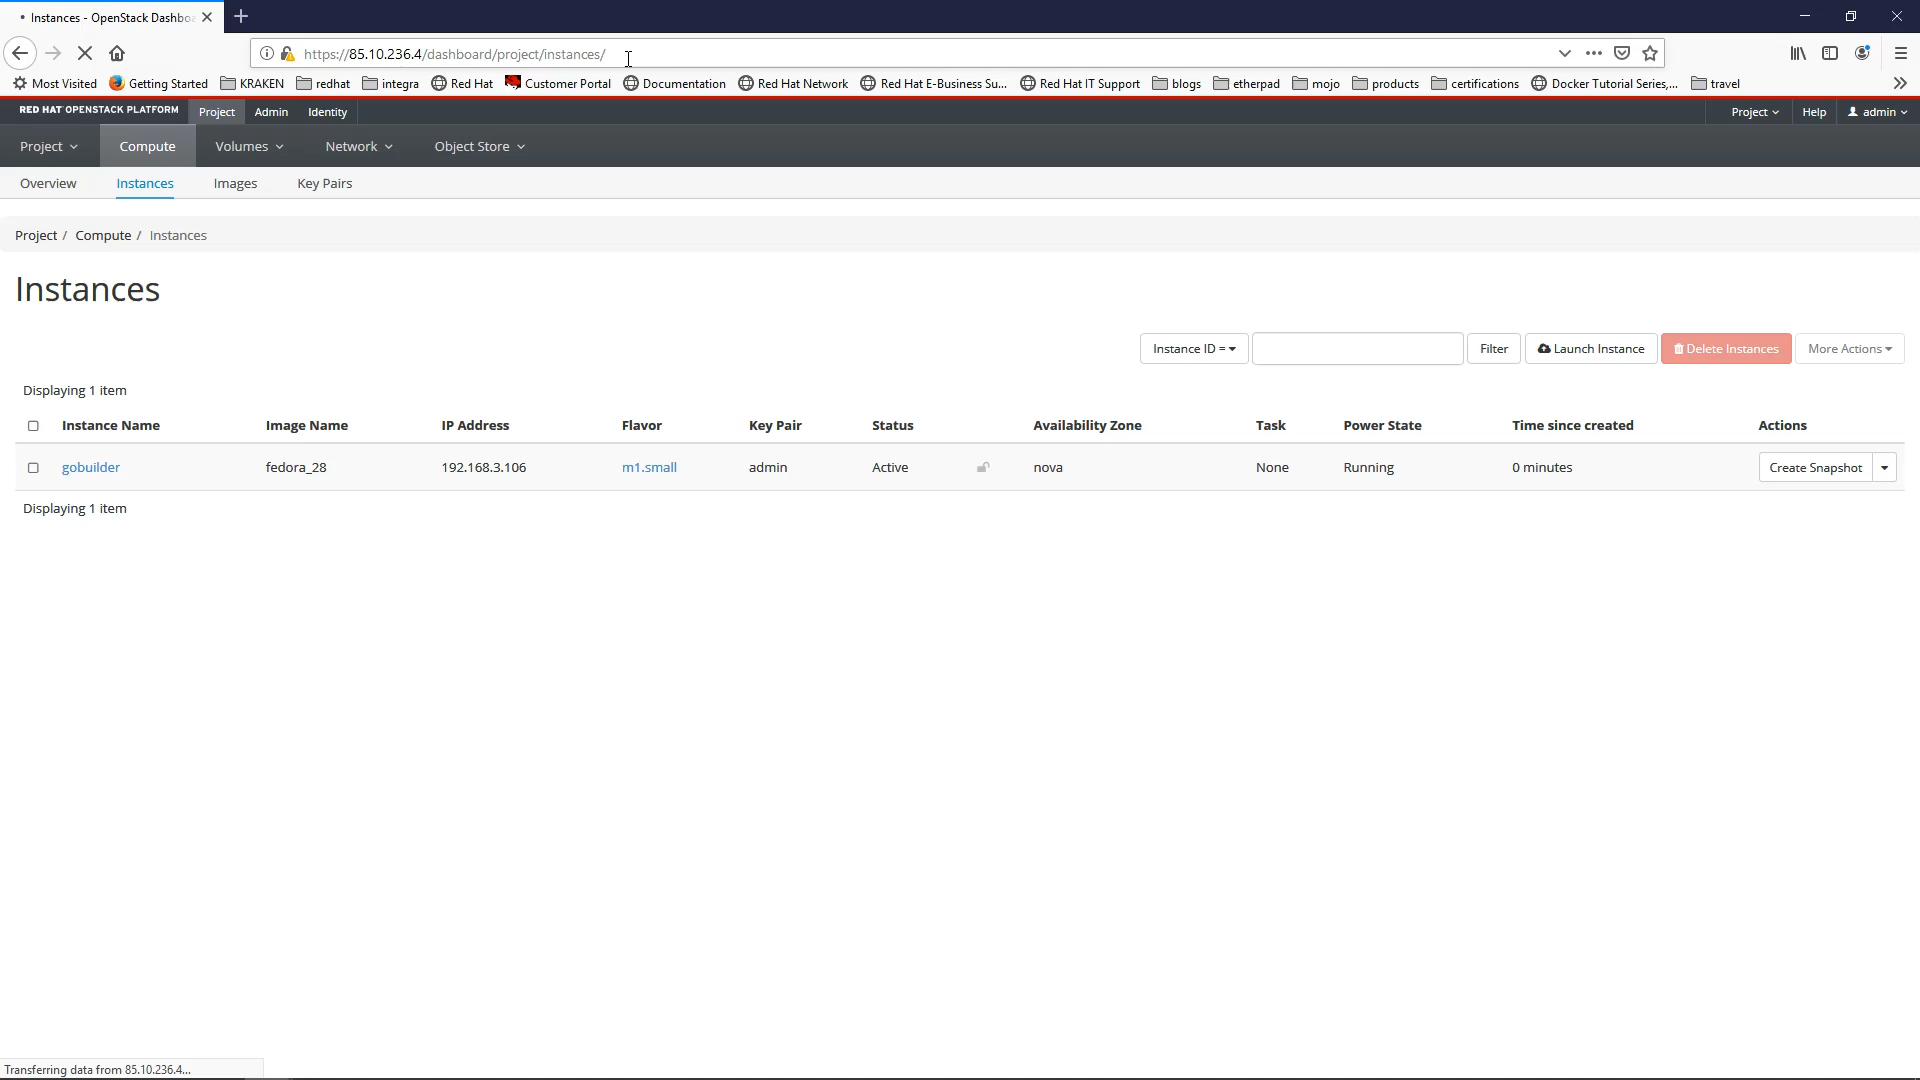 Instances - OpenStack Dashbo
https://85.10.236.4/dashboard/project/instances/
Most Visited Getting Started KRAKEN redhat integra Red Hat Customer Portal Documentation Red Hat Network Red Hat E-Business Su... Red Hat IT Support blogs etherpad mojo products certifications Docker Tutorial Series,... travel
RED HAT OPENSTACK PLATFORM Project Admin Identity Project Help admin
Project Compute Volumes Network Object Store
Overview Instances Images Key Pairs
Project / Compute / Instances
Instances
Instance ID = Filter Launch Instance Delete Instances More Actions
Displaying 1 item
Instance Name Image Name IP Address Flavor Key Pair Status Availability Zone Task Power State Time since created Actions
gobuilder fedora_28 192.168.3.106 m1.small admin Active nova None Running 0 minutes Create Snapshot
Displaying 1 item
Transferring data from 85.10.236.4...